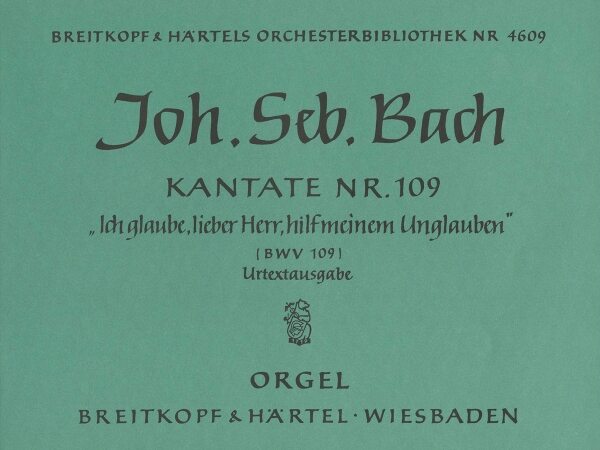 BREITKOPF & HÄRTELS ORCHESTERBIBLIOTHEK NR 4609
Joh. Seb. Bach
KANTATE NR. 109
„Ich glaube, lieber Herr, hilf meinem Unglauben"
(BWV 109)
Urtextausgabe
ORGEL
BREITKOPF & HÄRTEL · WIESBADEN